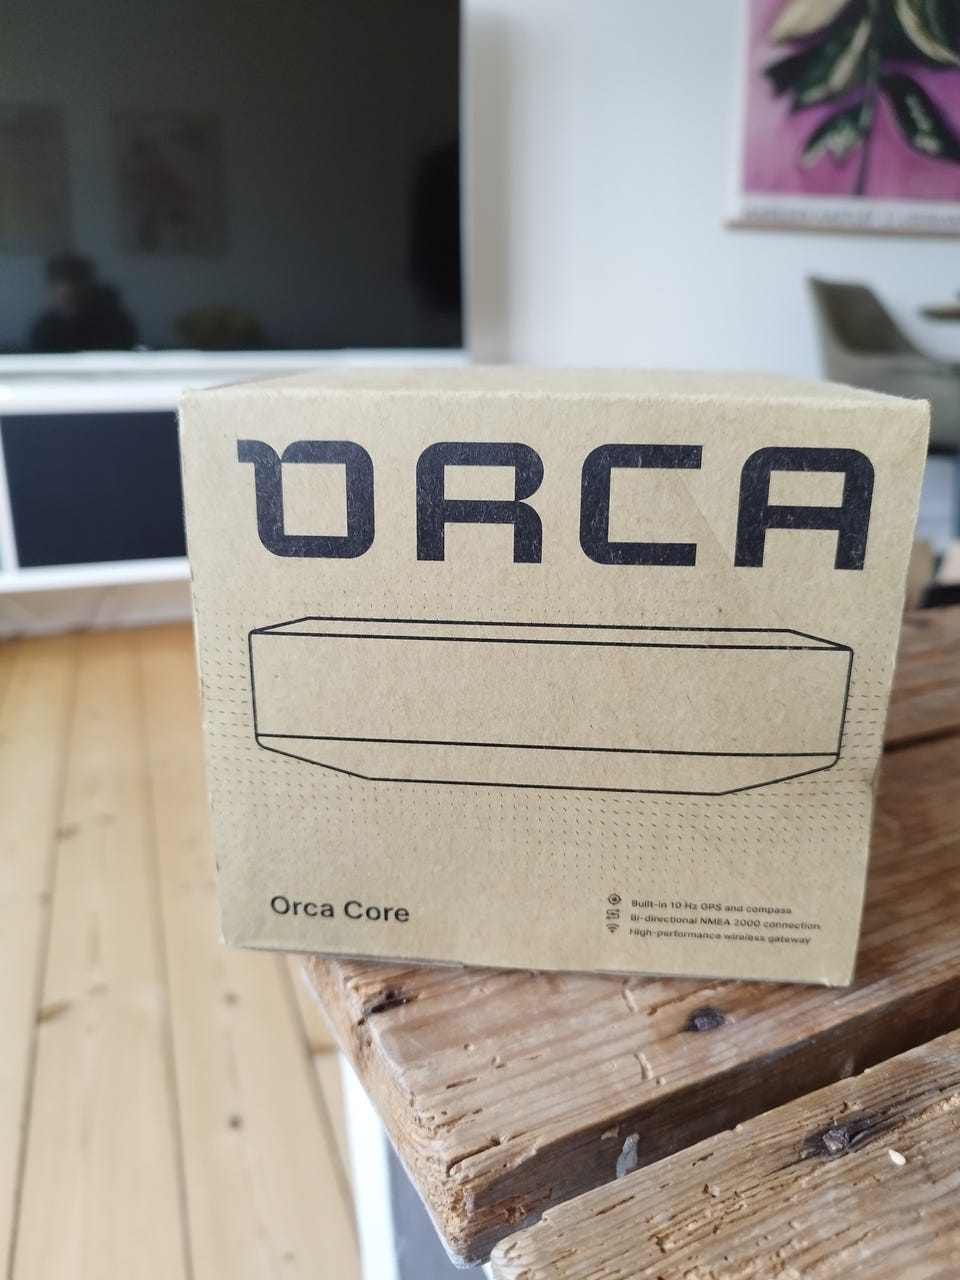 ORCA
Orca Core
Built-in 10 Hz GPS and compass
Bi-directional NMEA 2000 connection
High-performance wireless gateway